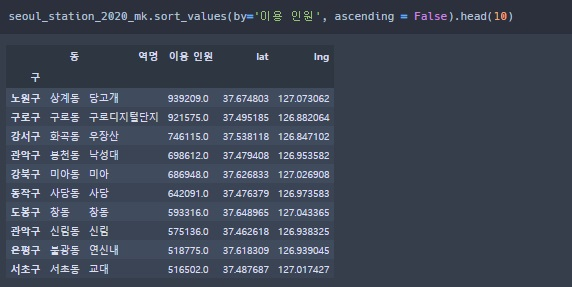 seoul_station_2020_mk.sort_values(by='이용 인원', ascending = False).head(10)
동 역명 이용 인원 lat lng
구
노원구 상계동 당고개 939209.0 37.674803 127.073062
구로구 구로동 구로디지털단지 921575.0 37.495185 126.882064
강서구 화곡동 우장산 746115.0 37.538118 126.847102
관악구 봉천동 낙성대 698612.0 37.479408 126.953582
강북구 미아동 미아 686948.0 37.626833 127.026908
동작구 사당동 사당 642091.0 37.476379 126.973583
도봉구 창동 창동 593316.0 37.648965 127.043365
관악구 신림동 신림 575136.0 37.462618 126.938325
은평구 불광동 연신내 518775.0 37.618309 126.939045
서초구 서초동 교대 516502.0 37.487687 127.017427